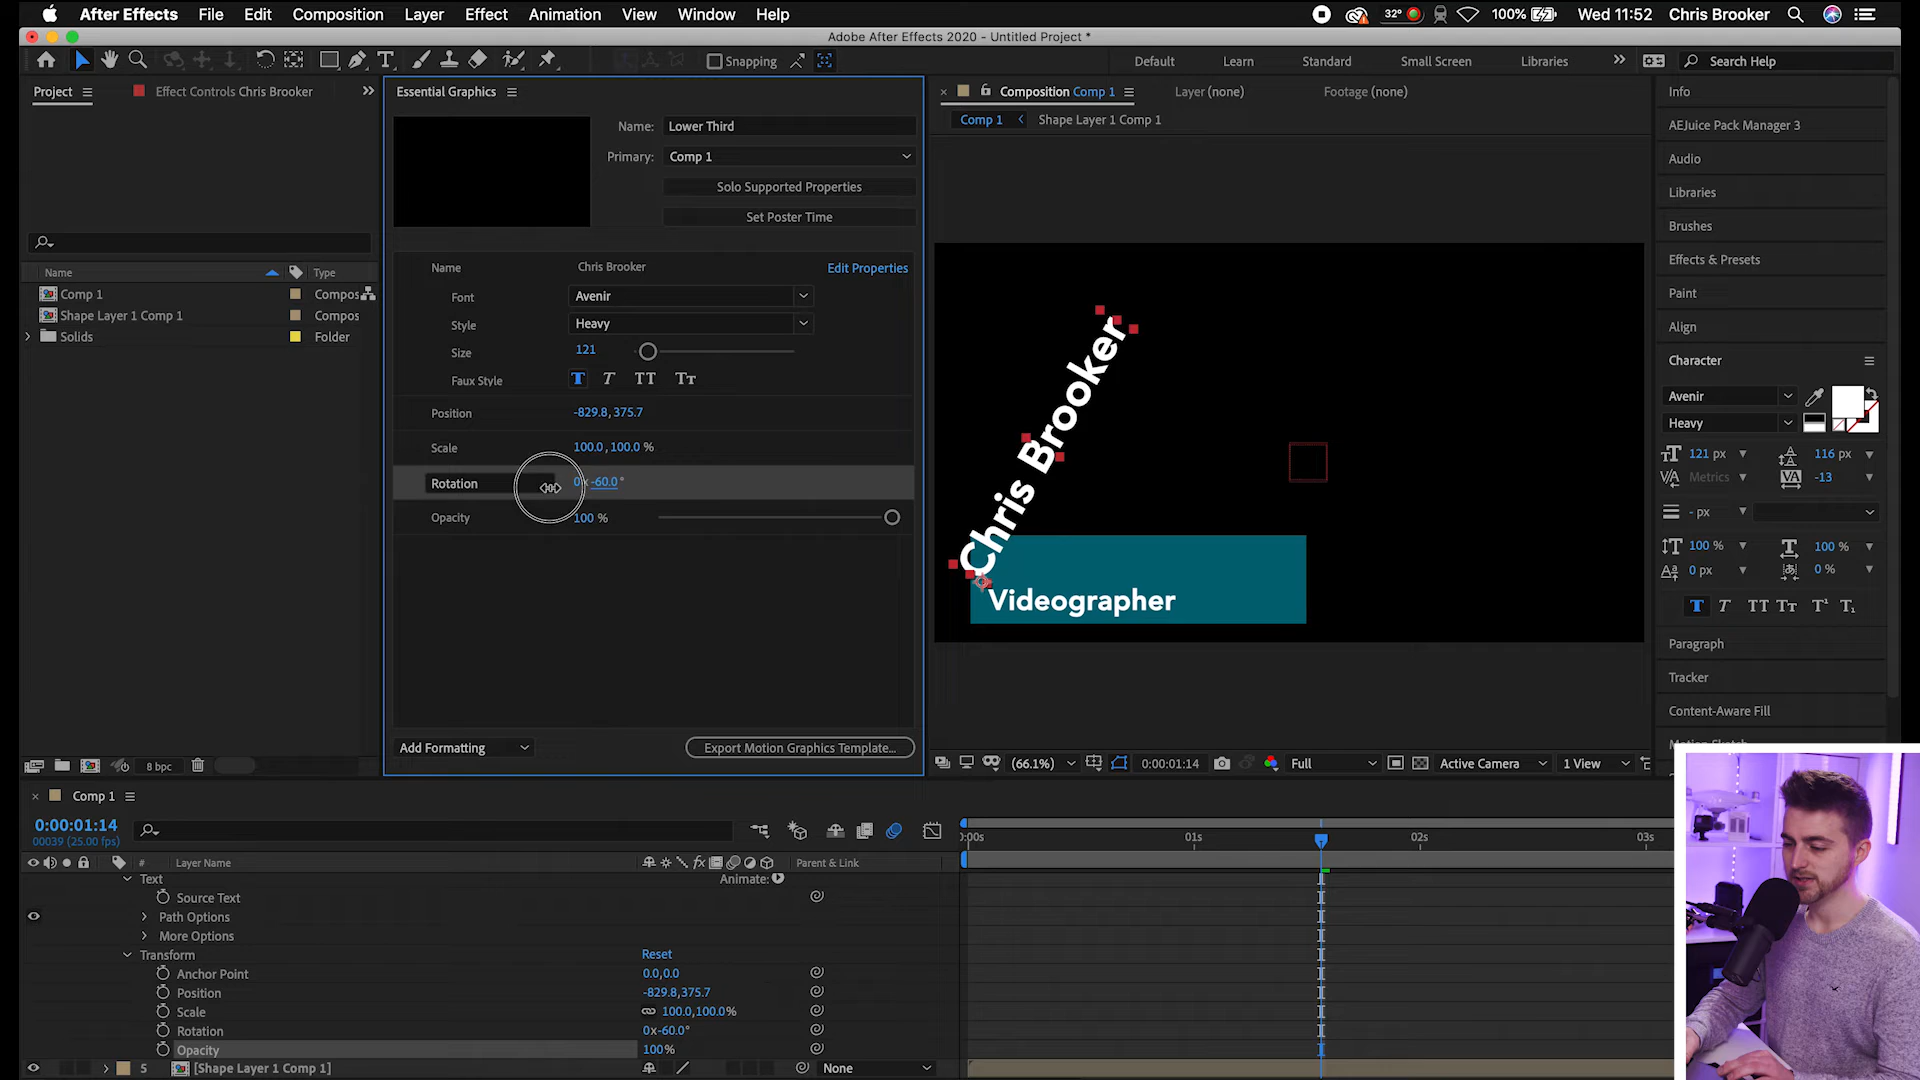 After Effects File Edit Composition Layer Effect Animation View Window Help
32° 100% Wed 11:52 Chris Brooker
Adobe After Effects 2020 - Untitled Project *
Snapping
Default Learn Standard Small Screen Libraries Search Help
Project Effect Controls Chris Brooker
Name Type
Comp 1 Compos
Shape Layer 1 Comp 1 Compos
Solids Folder
8 bpc
Essential Graphics
Name: Lower Third
Primary: Comp 1
Solo Supported Properties
Set Poster Time
Name Chris Brooker Edit Properties
Font Avenir
Style Heavy
Size 121
Faux Style T T TT Tт
Position -829.8, 375.7
Scale 100.0, 100.0 %
Rotation 0 x -60.0 °
Opacity 100 %
Add Formatting Export Motion Graphics Template...
Composition Comp 1 Layer (none) Footage (none)
Comp 1 Shape Layer 1 Comp 1
Chris Brooker
Videographer
(66.1%) 0:00:01:14 Full Active Camera 1 View
Info
AEJuice Pack Manager 3
Audio
Libraries
Brushes
Effects & Presets
Paint
Align
Character
Avenir
Heavy
121 px 116 px
Metrics -13
- px
100 % 100 %
0 px 0 %
T T TT Tт T¹ T₁
Paragraph
Tracker
Content-Aware Fill
Comp 1
0:00:01:14
00039 (25.00 fps)
# Layer Name Parent & Link
:00s 01s 02s 03s
Text Animate:
Source Text
Path Options
More Options
Transform Reset
Anchor Point 0.0,0.0
Position -829.8,375.7
Scale 100.0,100.0%
Rotation 0x-60.0°
Opacity 100%
5 [Shape Layer 1 Comp 1] None